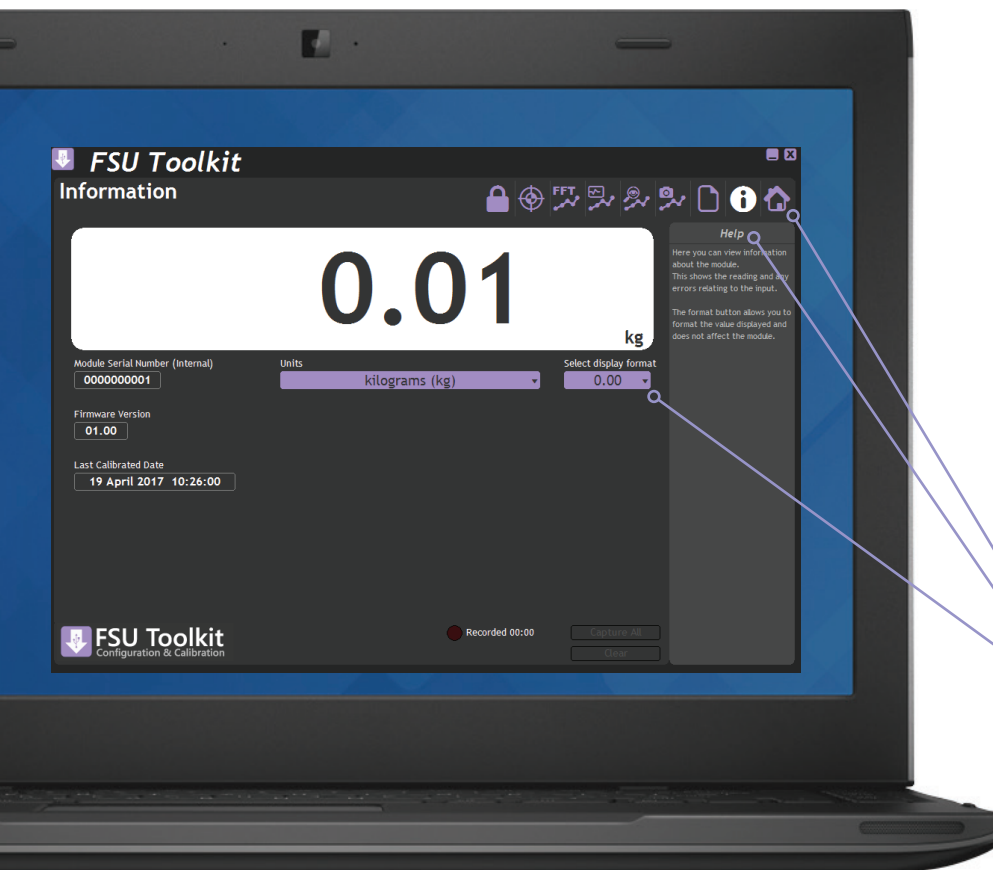 FSU Toolkit
X
Information
FFT
i
0.01
kg
Help
Here you can view information
about the module.
This shows the reading and any
errors relating to the input.
The format button allows you to
format the value displayed and
does not affect the module.
Module Serial Number (Internal)
0000000001
Units
kilograms (kg)
Select display format
0.00
Firmware Version
01.00
Last Calibrated Date
19 April 2017 10:26:00
FSU Toolkit
Configuration & Calibration
Recorded 00:00
Capture All
Clear